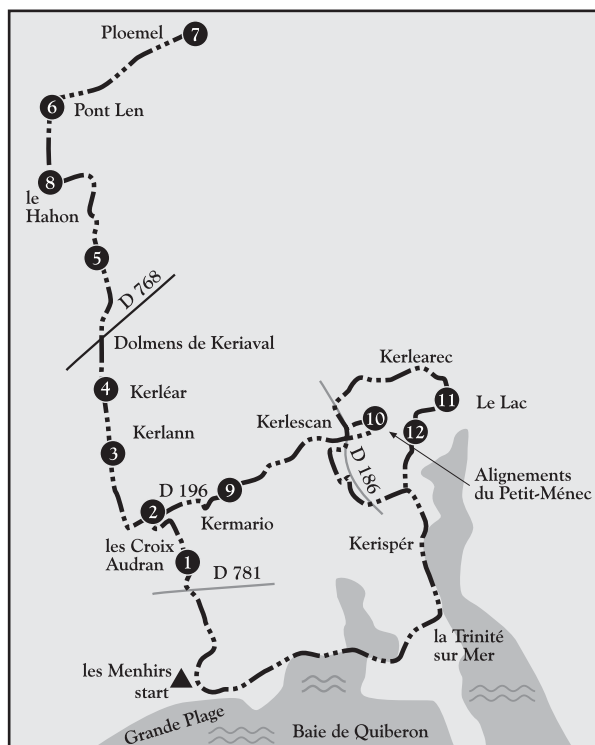 Ploemel
7
6
Pont Len
8
le
Hahon
5
D 768
Dolmens de Keriaval
Kerlearec
4
Kerléar
11
Le Lac
Kerlescan
10
12
3
Kerlann
D 186
Alignements
du Petit-Ménec
D 196
9
2
Kermario
les Croix
Audran
Kerispér
1
D 781
la Trinité
sur Mer
les Menhirs
start
Grande Plage
Baie de Quiberon